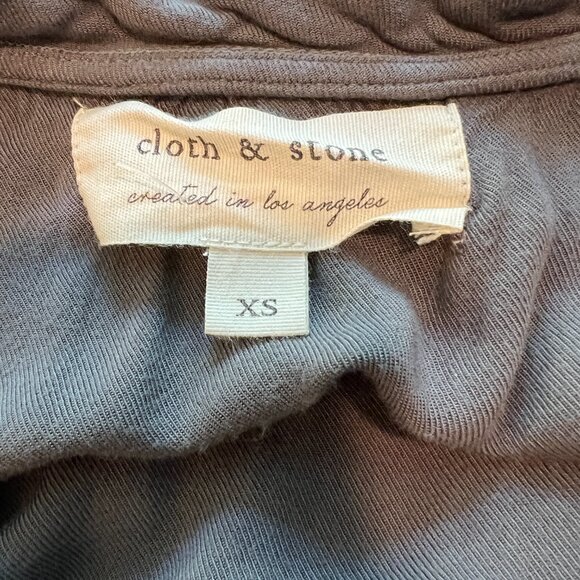 cloth & stone
created in los angeles
XS